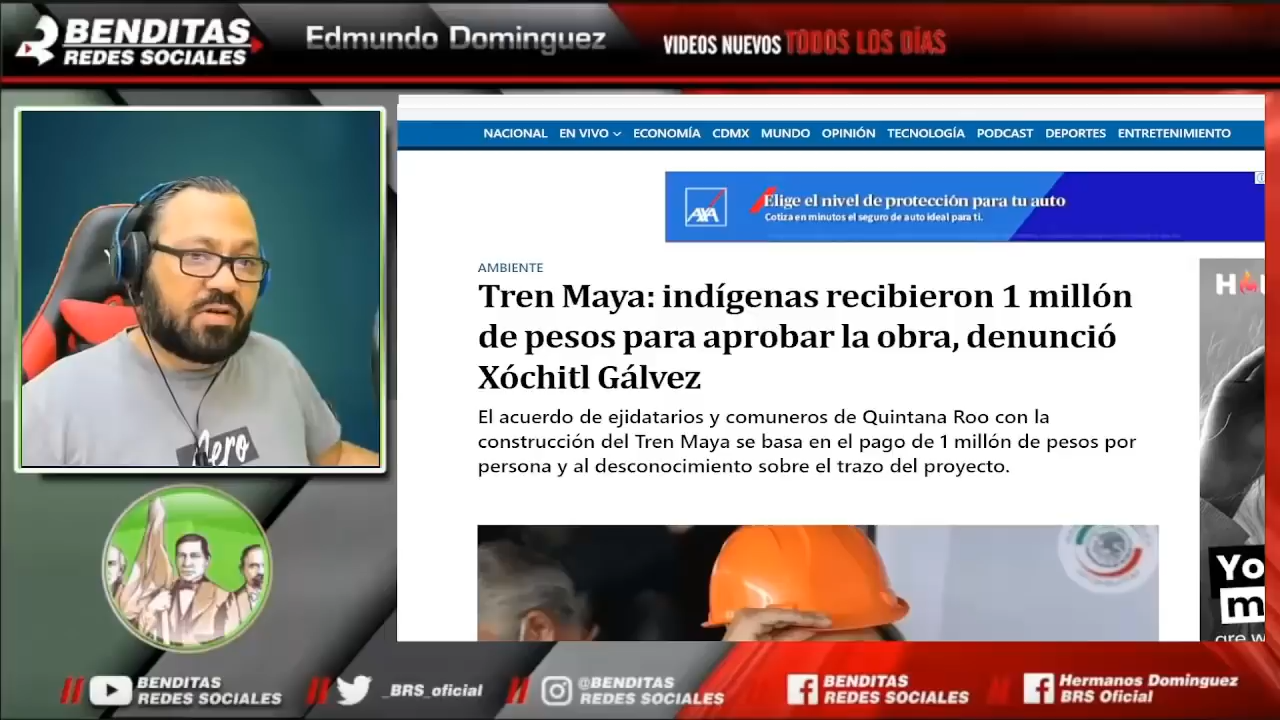 BENDITAS
REDES SOCIALES
Edmundo Dominguez
VIDEOS NUEVOS TODOS LOS DÍAS
NACIONAL EN VIVO ECONOMÍA CDMX MUNDO OPINIÓN TECNOLOGÍA PODCAST DEPORTES ENTRETENIMIENTO
AXA
Elige el nivel de protección para tu auto
Cotiza en minutos el seguro de auto ideal para ti.
AMBIENTE
Tren Maya: indígenas recibieron 1 millón
de pesos para aprobar la obra, denunció
Xóchitl Gálvez
El acuerdo de ejidatarios y comuneros de Quintana Roo con la
construcción del Tren Maya se basa en el pago de 1 millón de pesos por
persona y al desconocimiento sobre el trazo del proyecto.
Zero
Yo
m
are w
BENDITAS
REDES SOCIALES
_BRS_oficial
@BENDITAS
REDES SOCIALES
BENDITAS
REDES SOCIALES
Hermanos Domínguez
BRS Oficial